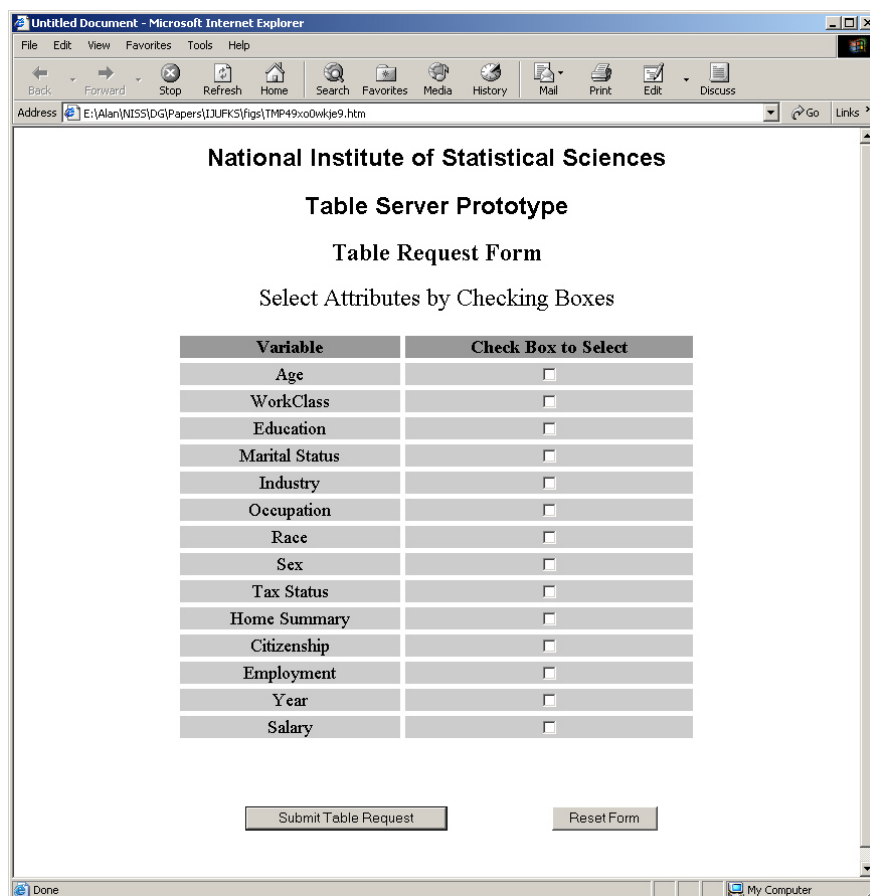 Untitled Document - Microsoft Internet Explorer
File Edit View Favorites Tools Help
Back Forward Stop Refresh Home Search Favorites Media History Mail Print Edit Discuss
Address E:\Alan\NISS\DG\Papers\IJUFKS\figs\TMP49xo0wkje9.htm Go Links
National Institute of Statistical Sciences
Table Server Prototype
Table Request Form
Select Attributes by Checking Boxes
Variable Check Box to Select
Age
WorkClass
Education
Marital Status
Industry
Occupation
Race
Sex
Tax Status
Home Summary
Citizenship
Employment
Year
Salary
Submit Table Request Reset Form
Done My Computer